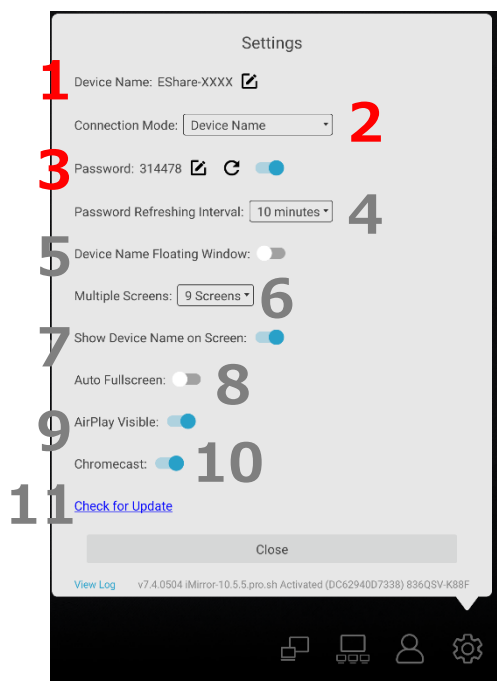 Settings
1 Device Name: EShare-XXXX
Connection Mode: Device Name 2
3 Password: 314478
Password Refreshing Interval: 10 minutes 4
5 Device Name Floating Window:
Multiple Screens: 9 Screens 6
7 Show Device Name on Screen:
Auto Fullscreen: 8
9 AirPlay Visible:
Chromecast: 10
11 Check for Update
Close
View Log v7.4.0504 iMirror-10.5.5.pro.sh Activated (DC62940D7338) 836QSV-K88F